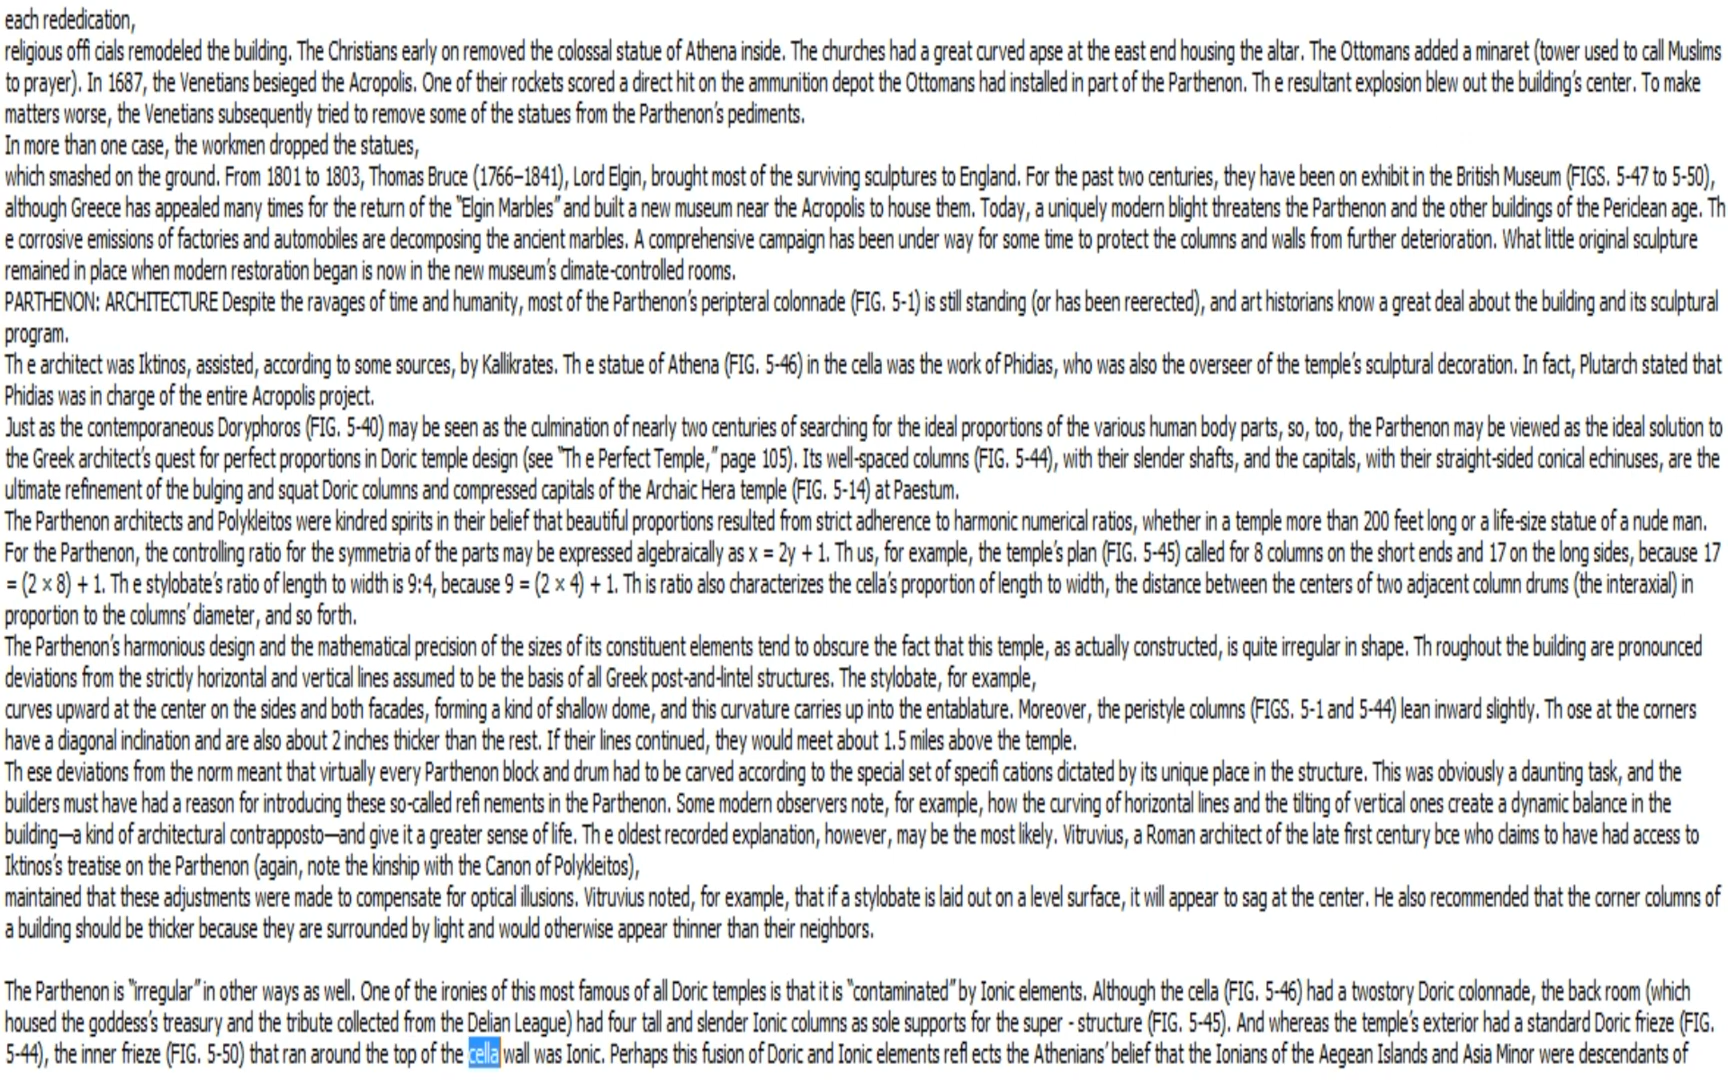 each rededication,
religious offi cials remodeled the building. The Christians early on removed the colossal statue of Athena inside. The churches had a great curved apse at the east end housing the altar. The Ottomans added a minaret (tower used to call Muslims
to prayer). In 1687, the Venetians besieged the Acropolis. One of their rockets scored a direct hit on the ammunition depot the Ottomans had installed in part of the Parthenon. Th e resultant explosion blew out the building's center. To make
matters worse, the Venetians subsequently tried to remove some of the statues from the Parthenon's pediments.
In more than one case, the workmen dropped the statues,
which smashed on the ground. From 1801 to 1803, Thomas Bruce (1766–1841), Lord Elgin, brought most of the surviving sculptures to England. For the past two centuries, they have been on exhibit in the British Museum (FIGS. 5-47 to 5-50),
although Greece has appealed many times for the return of the "Elgin Marbles" and built a new museum near the Acropolis to house them. Today, a uniquely modern blight threatens the Parthenon and the other buildings of the Periclean age. Th
e corrosive emissions of factories and automobiles are decomposing the ancient marbles. A comprehensive campaign has been under way for some time to protect the columns and walls from further deterioration. What little original sculpture
remained in place when modern restoration began is now in the new museum's climate-controlled rooms.
PARTHENON: ARCHITECTURE Despite the ravages of time and humanity, most of the Parthenon's peripteral colonnade (FIG. 5-1) is still standing (or has been reerected), and art historians know a great deal about the building and its sculptural
program.
Th e architect was Iktinos, assisted, according to some sources, by Kallikrates. Th e statue of Athena (FIG. 5-46) in the cella was the work of Phidias, who was also the overseer of the temple's sculptural decoration. In fact, Plutarch stated that
Phidias was in charge of the entire Acropolis project.
Just as the contemporaneous Doryphoros (FIG. 5-40) may be seen as the culmination of nearly two centuries of searching for the ideal proportions of the various human body parts, so, too, the Parthenon may be viewed as the ideal solution to
the Greek architect's quest for perfect proportions in Doric temple design (see "Th e Perfect Temple," page 105). Its well-spaced columns (FIG. 5-44), with their slender shafts, and the capitals, with their straight-sided conical echinuses, are the
ultimate refinement of the bulging and squat Doric columns and compressed capitals of the Archaic Hera temple (FIG. 5-14) at Paestum.
The Parthenon architects and Polykleitos were kindred spirits in their belief that beautiful proportions resulted from strict adherence to harmonic numerical ratios, whether in a temple more than 200 feet long or a life-size statue of a nude man.
For the Parthenon, the controlling ratio for the symmetria of the parts may be expressed algebraically as x = 2y + 1. Th us, for example, the temple's plan (FIG. 5-45) called for 8 columns on the short ends and 17 on the long sides, because 17
= (2 × 8) + 1. Th e stylobate's ratio of length to width is 9:4, because 9 = (2 × 4) + 1. Th is ratio also characterizes the cella's proportion of length to width, the distance between the centers of two adjacent column drums (the interaxial) in
proportion to the columns' diameter, and so forth.
The Parthenon's harmonious design and the mathematical precision of the sizes of its constituent elements tend to obscure the fact that this temple, as actually constructed, is quite irregular in shape. Th roughout the building are pronounced
deviations from the strictly horizontal and vertical lines assumed to be the basis of all Greek post-and-lintel structures. The stylobate, for example,
curves upward at the center on the sides and both facades, forming a kind of shallow dome, and this curvature carries up into the entablature. Moreover, the peristyle columns (FIGS. 5-1 and 5-44) lean inward slightly. Th ose at the corners
have a diagonal inclination and are also about 2 inches thicker than the rest. If their lines continued, they would meet about 1.5 miles above the temple.
Th ese deviations from the norm meant that virtually every Parthenon block and drum had to be carved according to the special set of specifi cations dictated by its unique place in the structure. This was obviously a daunting task, and the
builders must have had a reason for introducing these so-called refi nements in the Parthenon. Some modern observers note, for example, how the curving of horizontal lines and the tilting of vertical ones create a dynamic balance in the
building—a kind of architectural contrapposto—and give it a greater sense of life. Th e oldest recorded explanation, however, may be the most likely. Vitruvius, a Roman architect of the late first century bce who claims to have had access to
Iktinos's treatise on the Parthenon (again, note the kinship with the Canon of Polykleitos),
maintained that these adjustments were made to compensate for optical illusions. Vitruvius noted, for example, that if a stylobate is laid out on a level surface, it will appear to sag at the center. He also recommended that the corner columns of
a building should be thicker because they are surrounded by light and would otherwise appear thinner than their neighbors.
The Parthenon is "irregular" in other ways as well. One of the ironies of this most famous of all Doric temples is that it is "contaminated" by Ionic elements. Although the cella (FIG. 5-46) had a twostory Doric colonnade, the back room (which
housed the goddess's treasury and the tribute collected from the Delian League) had four tall and slender Ionic columns as sole supports for the super - structure (FIG. 5-45). And whereas the temple's exterior had a standard Doric frieze (FIG.
5-44), the inner frieze (FIG. 5-50) that ran around the top of the cella wall was Ionic. Perhaps this fusion of Doric and Ionic elements refl ects the Athenians' belief that the Ionians of the Aegean Islands and Asia Minor were descendants of